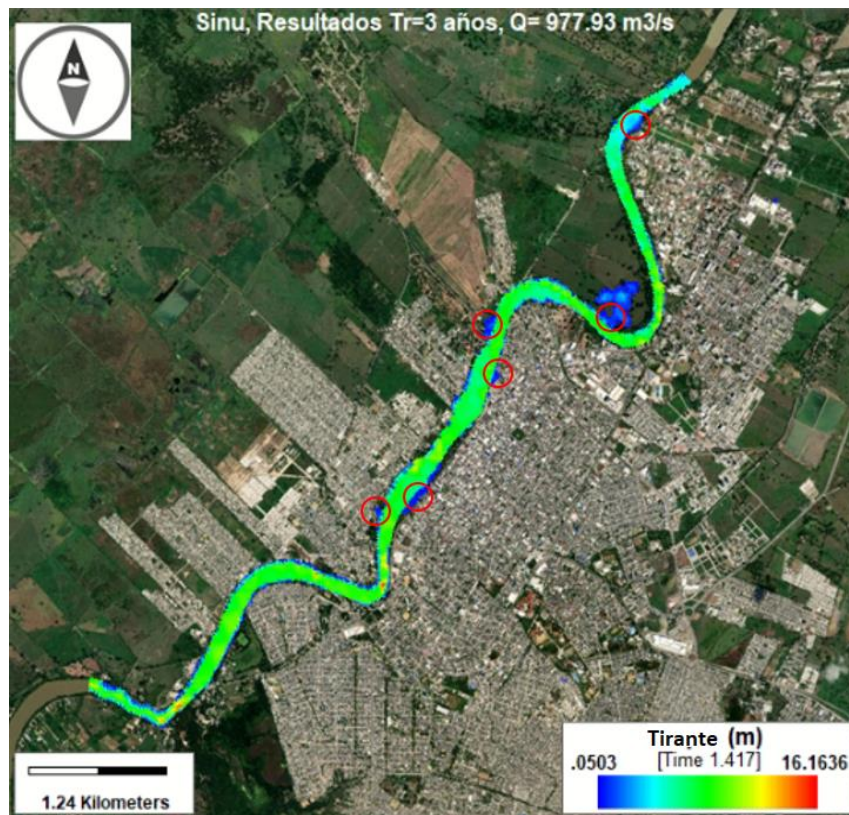 Sinu, Resultados Tr=3 años, Q= 977.93 m3/s
N
1.24 Kilometers
Tirante (m)
.0503 [Time 1.417] 16.1636